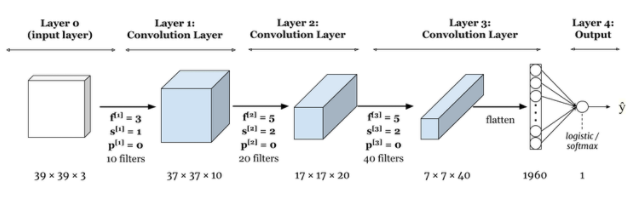 Layer 0
(input layer)
Layer 1:
Convolution Layer
Layer 2:
Convolution Layer
Layer 3:
Convolution Layer
Layer 4:
Output
f[1] = 3
s[1] = 1
p[1] = 0
10 filters
f[2] = 5
s[2] = 2
p[2] = 0
20 filters
f[3] = 5
s[3] = 2
p[2] = 0
40 filters
flatten
ŷ
logistic /
softmax
39 × 39 × 3
37 × 37 × 10
17 × 17 × 20
7 × 7 × 40
1960
1